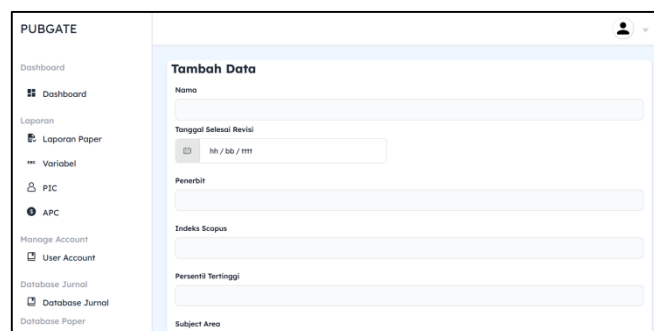 PUBGATE
Dashboard
Dashboard
Laporan
Laporan Paper
Variabel
PIC
APC
Manage Account
User Account
Database Jurnal
Database Jurnal
Database Paper
Tambah Data
Nama
Tanggal Selesai Revisi
hh / bb / tttt
Penerbit
Indeks Scopus
Persentil Tertinggi
Subject Area